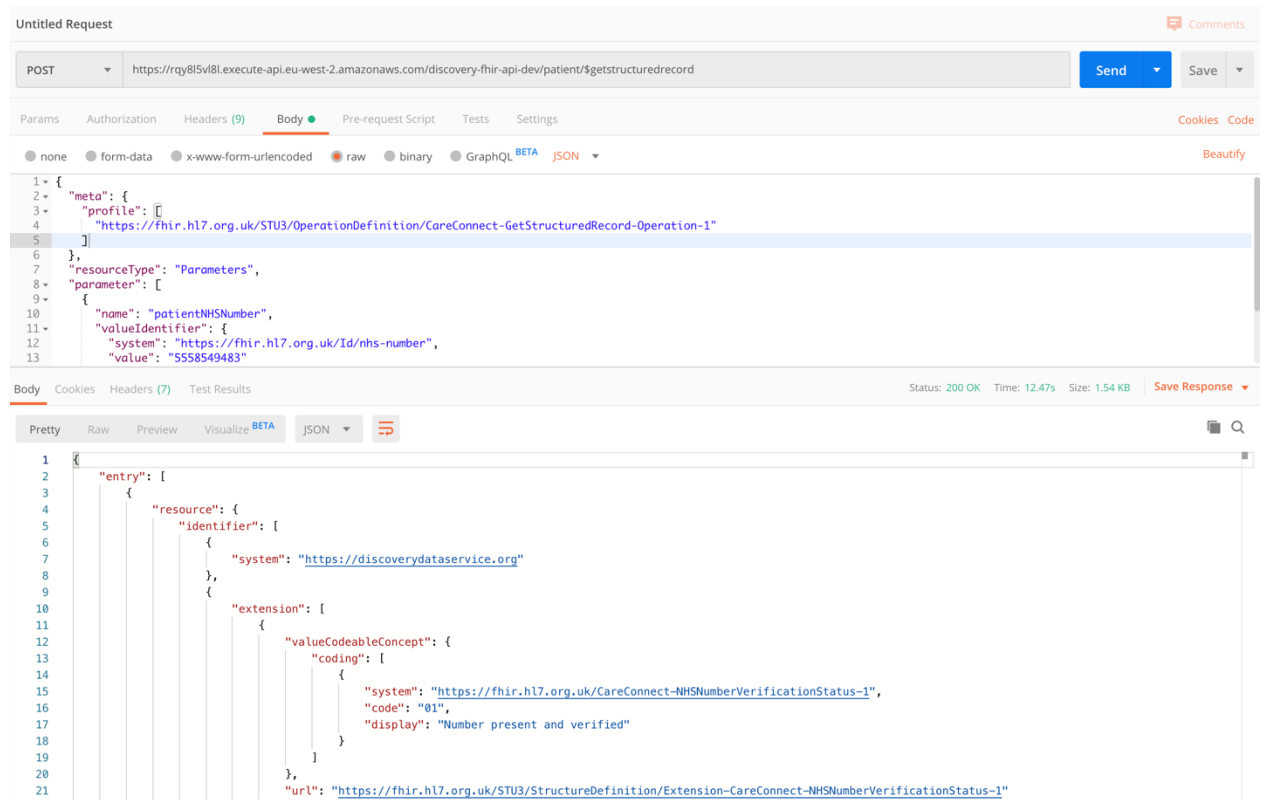 Untitled Request
Comments
POST https://rqy8l5vl8l.execute-api.eu-west-2.amazonaws.com/discovery-fhir-api-dev/patient/$getstructuredrecord Send Save
Params Authorization Headers (9) Body Pre-request Script Tests Settings Cookies Code
none form-data x-www-form-urlencoded raw binary GraphQL BETA JSON Beautify
1 {
2 "meta": {
3 "profile": [
4 "https://fhir.hl7.org.uk/STU3/OperationDefinition/CareConnect-GetStructuredRecord-Operation-1"
5 ]
6 },
7 "resourceType": "Parameters",
8 "parameter": [
9 {
10 "name": "patientNHSNumber",
11 "valueIdentifier": {
12 "system": "https://fhir.hl7.org.uk/Id/nhs-number",
13 "value": "5558549483"
Body Cookies Headers (7) Test Results Status: 200 OK Time: 12.47s Size: 1.54 KB Save Response
Pretty Raw Preview Visualize BETA JSON
1 {
2 "entry": [
3 {
4 "resource": {
5 "identifier": [
6 {
7 "system": "https://discoverydataservice.org"
8 },
9 {
10 "extension": [
11 {
12 "valueCodeableConcept": {
13 "coding": [
14 {
15 "system": "https://fhir.hl7.org.uk/CareConnect-NHSNumberVerificationStatus-1",
16 "code": "01",
17 "display": "Number present and verified"
18 }
19 ]
20 },
21 "url": "https://fhir.hl7.org.uk/STU3/StructureDefinition/Extension-CareConnect-NHSNumberVerificationStatus-1"